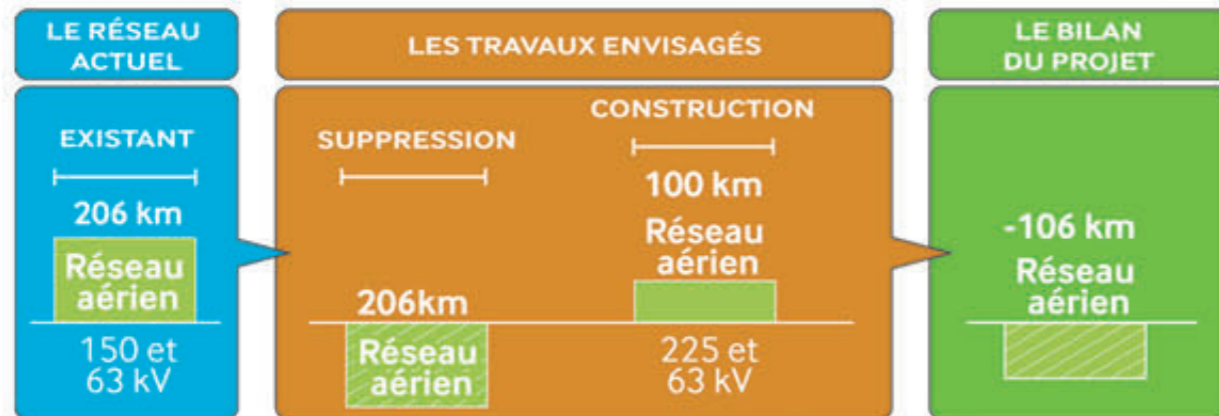 LE RÉSEAU
ACTUEL
LES TRAVAUX ENVISAGÉS
LE BILAN
DU PROJET
EXISTANT
206 km
Réseau
aérien
150 et
63 kV
SUPPRESSION
206km
Réseau
aérien
CONSTRUCTION
100 km
Réseau
aérien
225 et
63 kV
-106 km
Réseau
aérien